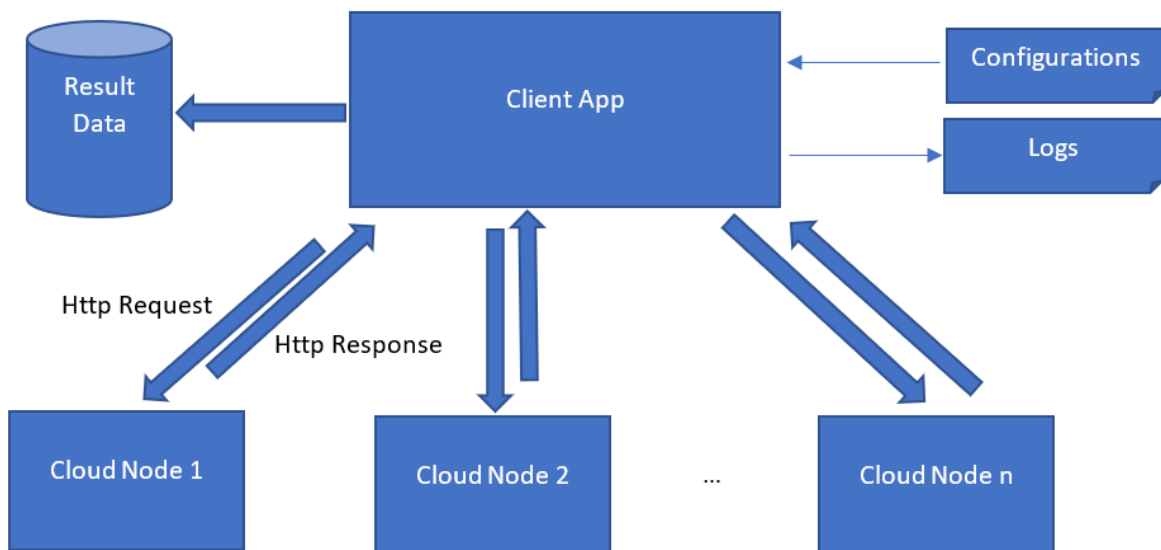 Result
Data
Client App
Configurations
Logs
Http Request
Http Response
Cloud Node 1
Cloud Node 2
...
Cloud Node n